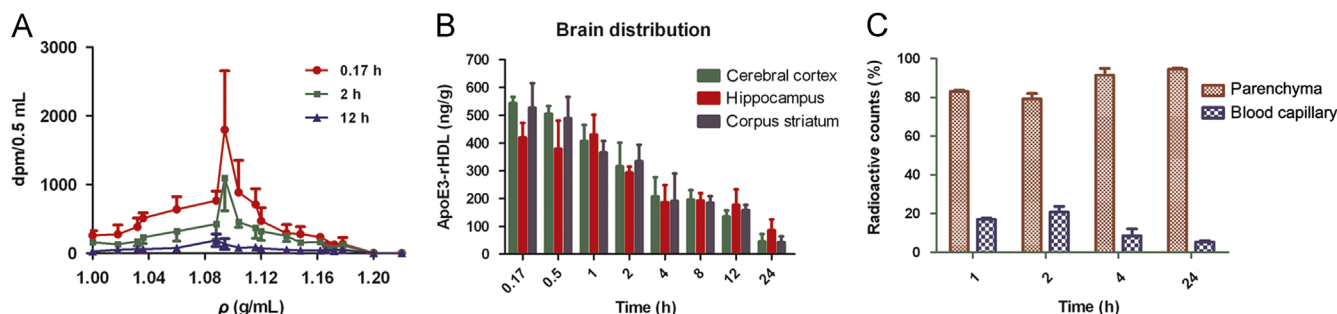 A
3000
2000
1000
0
1.00
1.04
1.08
1.12
1.16
1.20
dpm/0.5 mL
ρ (g/mL)
0.17 h
2 h
12 h
B
Brain distribution
700
600
500
400
300
200
100
0
ApoE3-rHDL (ng/g)
Cerebral cortex
Hippocampus
Corpus striatum
0.17
0.5
1
2
4
8
12
24
Time (h)
C
100
80
60
40
20
0
Radioactive counts (%)
Parenchyma
Blood capillary
1
2
4
24
Time (h)